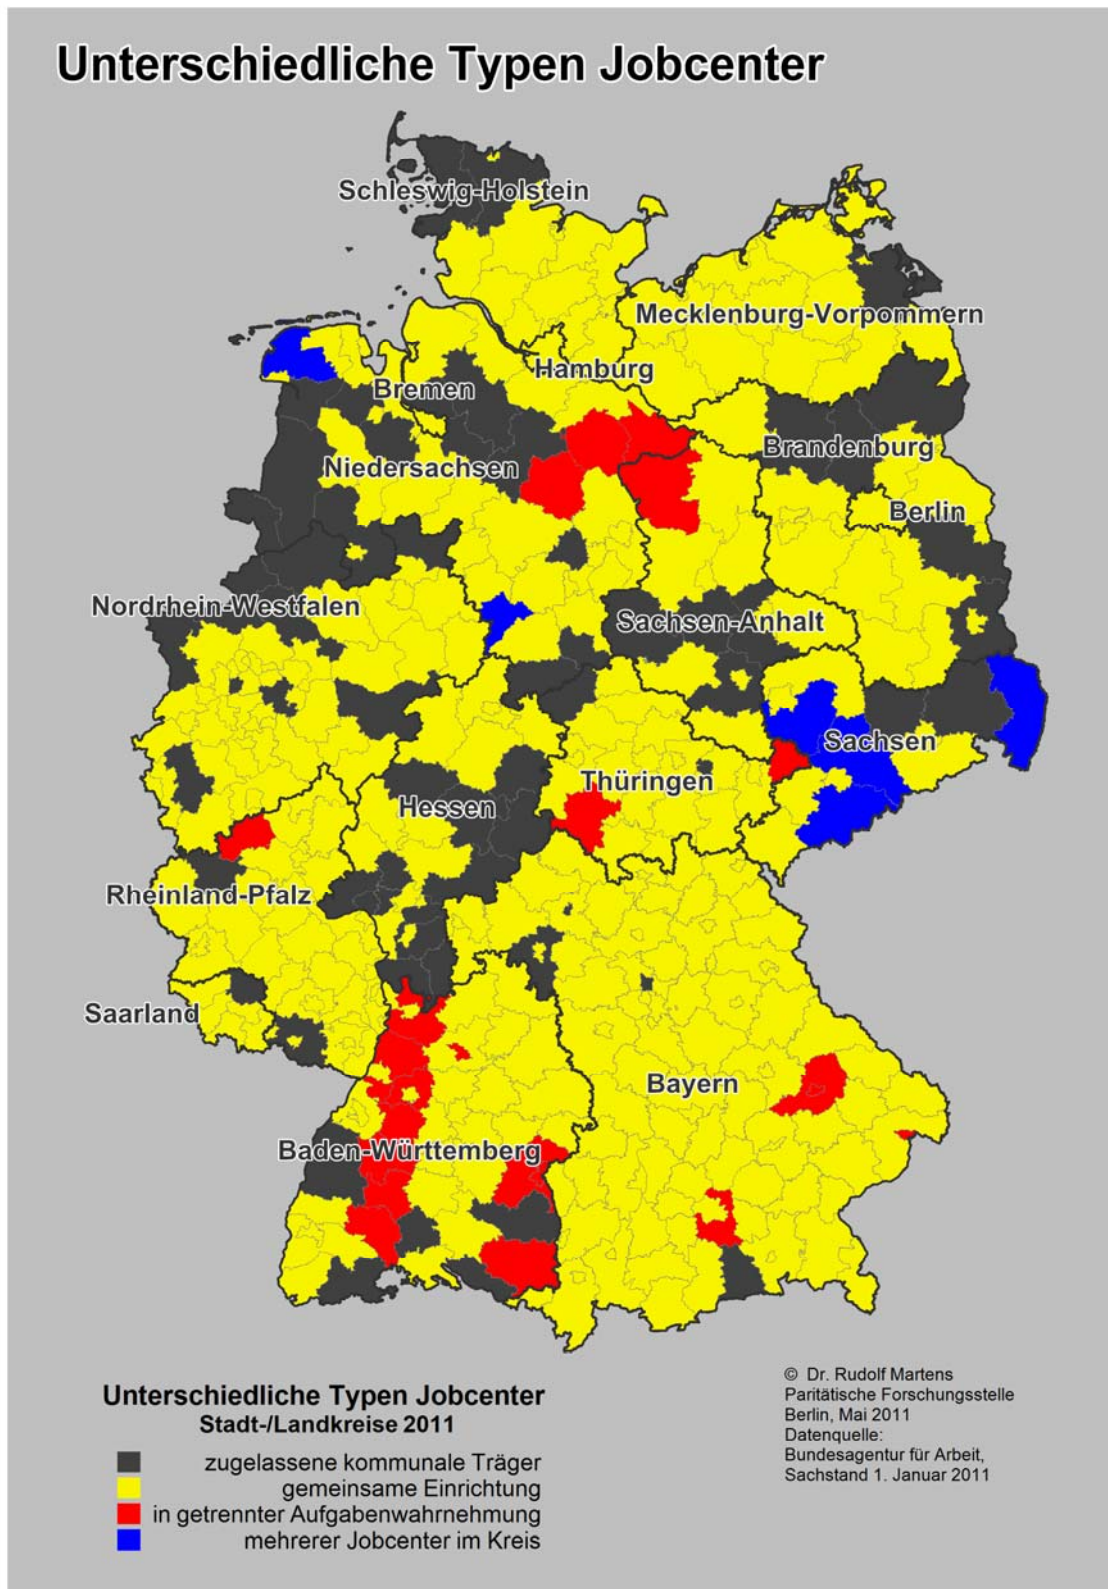 Unterschiedliche Typen Jobcenter
Schleswig-Holstein
Mecklenburg-Vorpommern
Hamburg
Bremen
Brandenburg
Niedersachsen
Berlin
Nordrhein-Westfalen
Sachsen-Anhalt
Sachsen
Thüringen
Hessen
Rheinland-Pfalz
Saarland
Bayern
Baden-Württemberg
Unterschiedliche Typen Jobcenter
Stadt-/Landkreise 2011
zugelassene kommunale Träger
gemeinsame Einrichtung
in getrennter Aufgabenwahrnehmung
mehrerer Jobcenter im Kreis
© Dr. Rudolf Martens
Paritätische Forschungsstelle
Berlin, Mai 2011
Datenquelle:
Bundesagentur für Arbeit,
Sachstand 1. Januar 2011